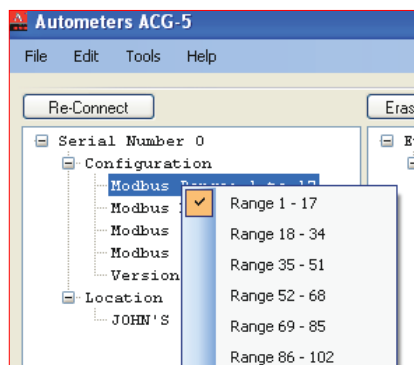 Autometers ACG-5
File Edit Tools Help
Re-Connect
Serial Number 0
Configuration
Modbus
Modbus
Modbus
Modbus
Version
Location
JOHN'S
Range 1 - 17
Range 18 - 34
Range 35 - 51
Range 52 - 68
Range 69 - 85
Range 86 - 102
Eras